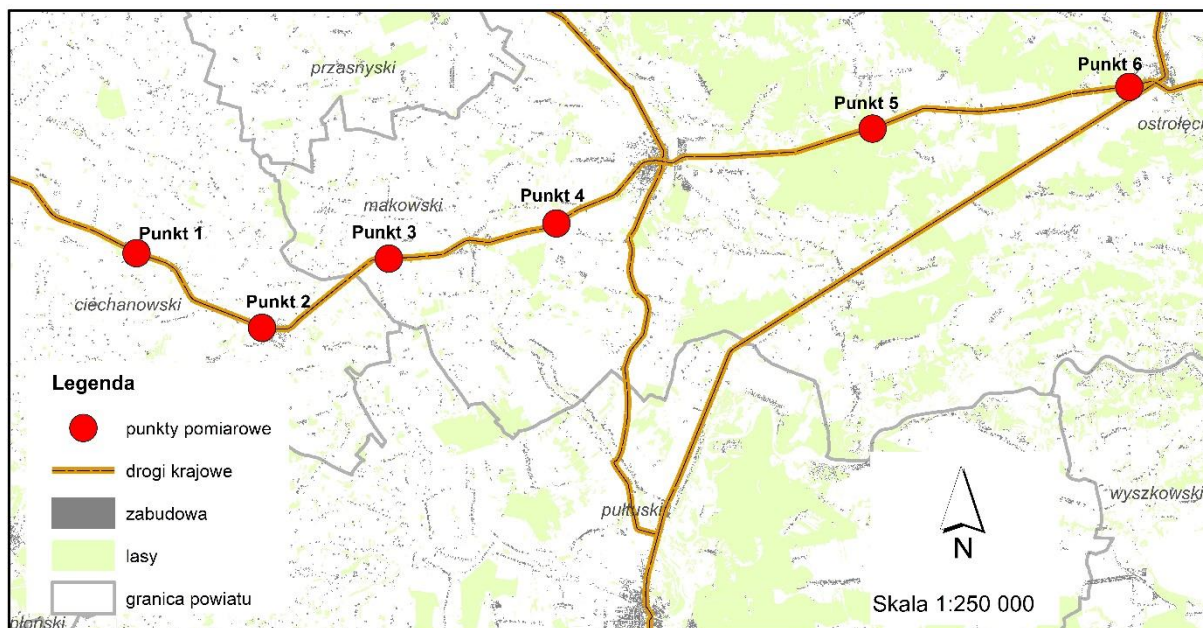 przasnyski
Punkt 6
Punkt 5
ostrołęcki
Punkt 4
makowski
Punkt 1
Punkt 3
ciechanowski
Punkt 2
Legenda
punkty pomiarowe
drogi krajowe
zabudowa
lasy
granica powiatu
pułtuski
wyszkowski
N
Skala 1:250 000
płoński